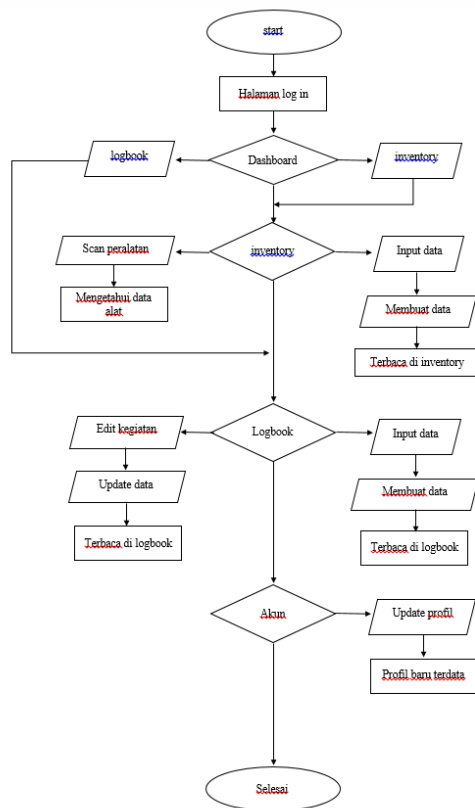 start
Halaman log in
logbook
Dashboard
inventory
Scan peralatan
inventory
Input data
Mengetahui data
alat
Membuat data
Terbaca di inventory
Edit kegiatan
Logbook
Input data
Update data
Membuat data
Terbaca di logbook
Terbaca di logbook
Akun
Update profil
Profil baru terdata
Selesai